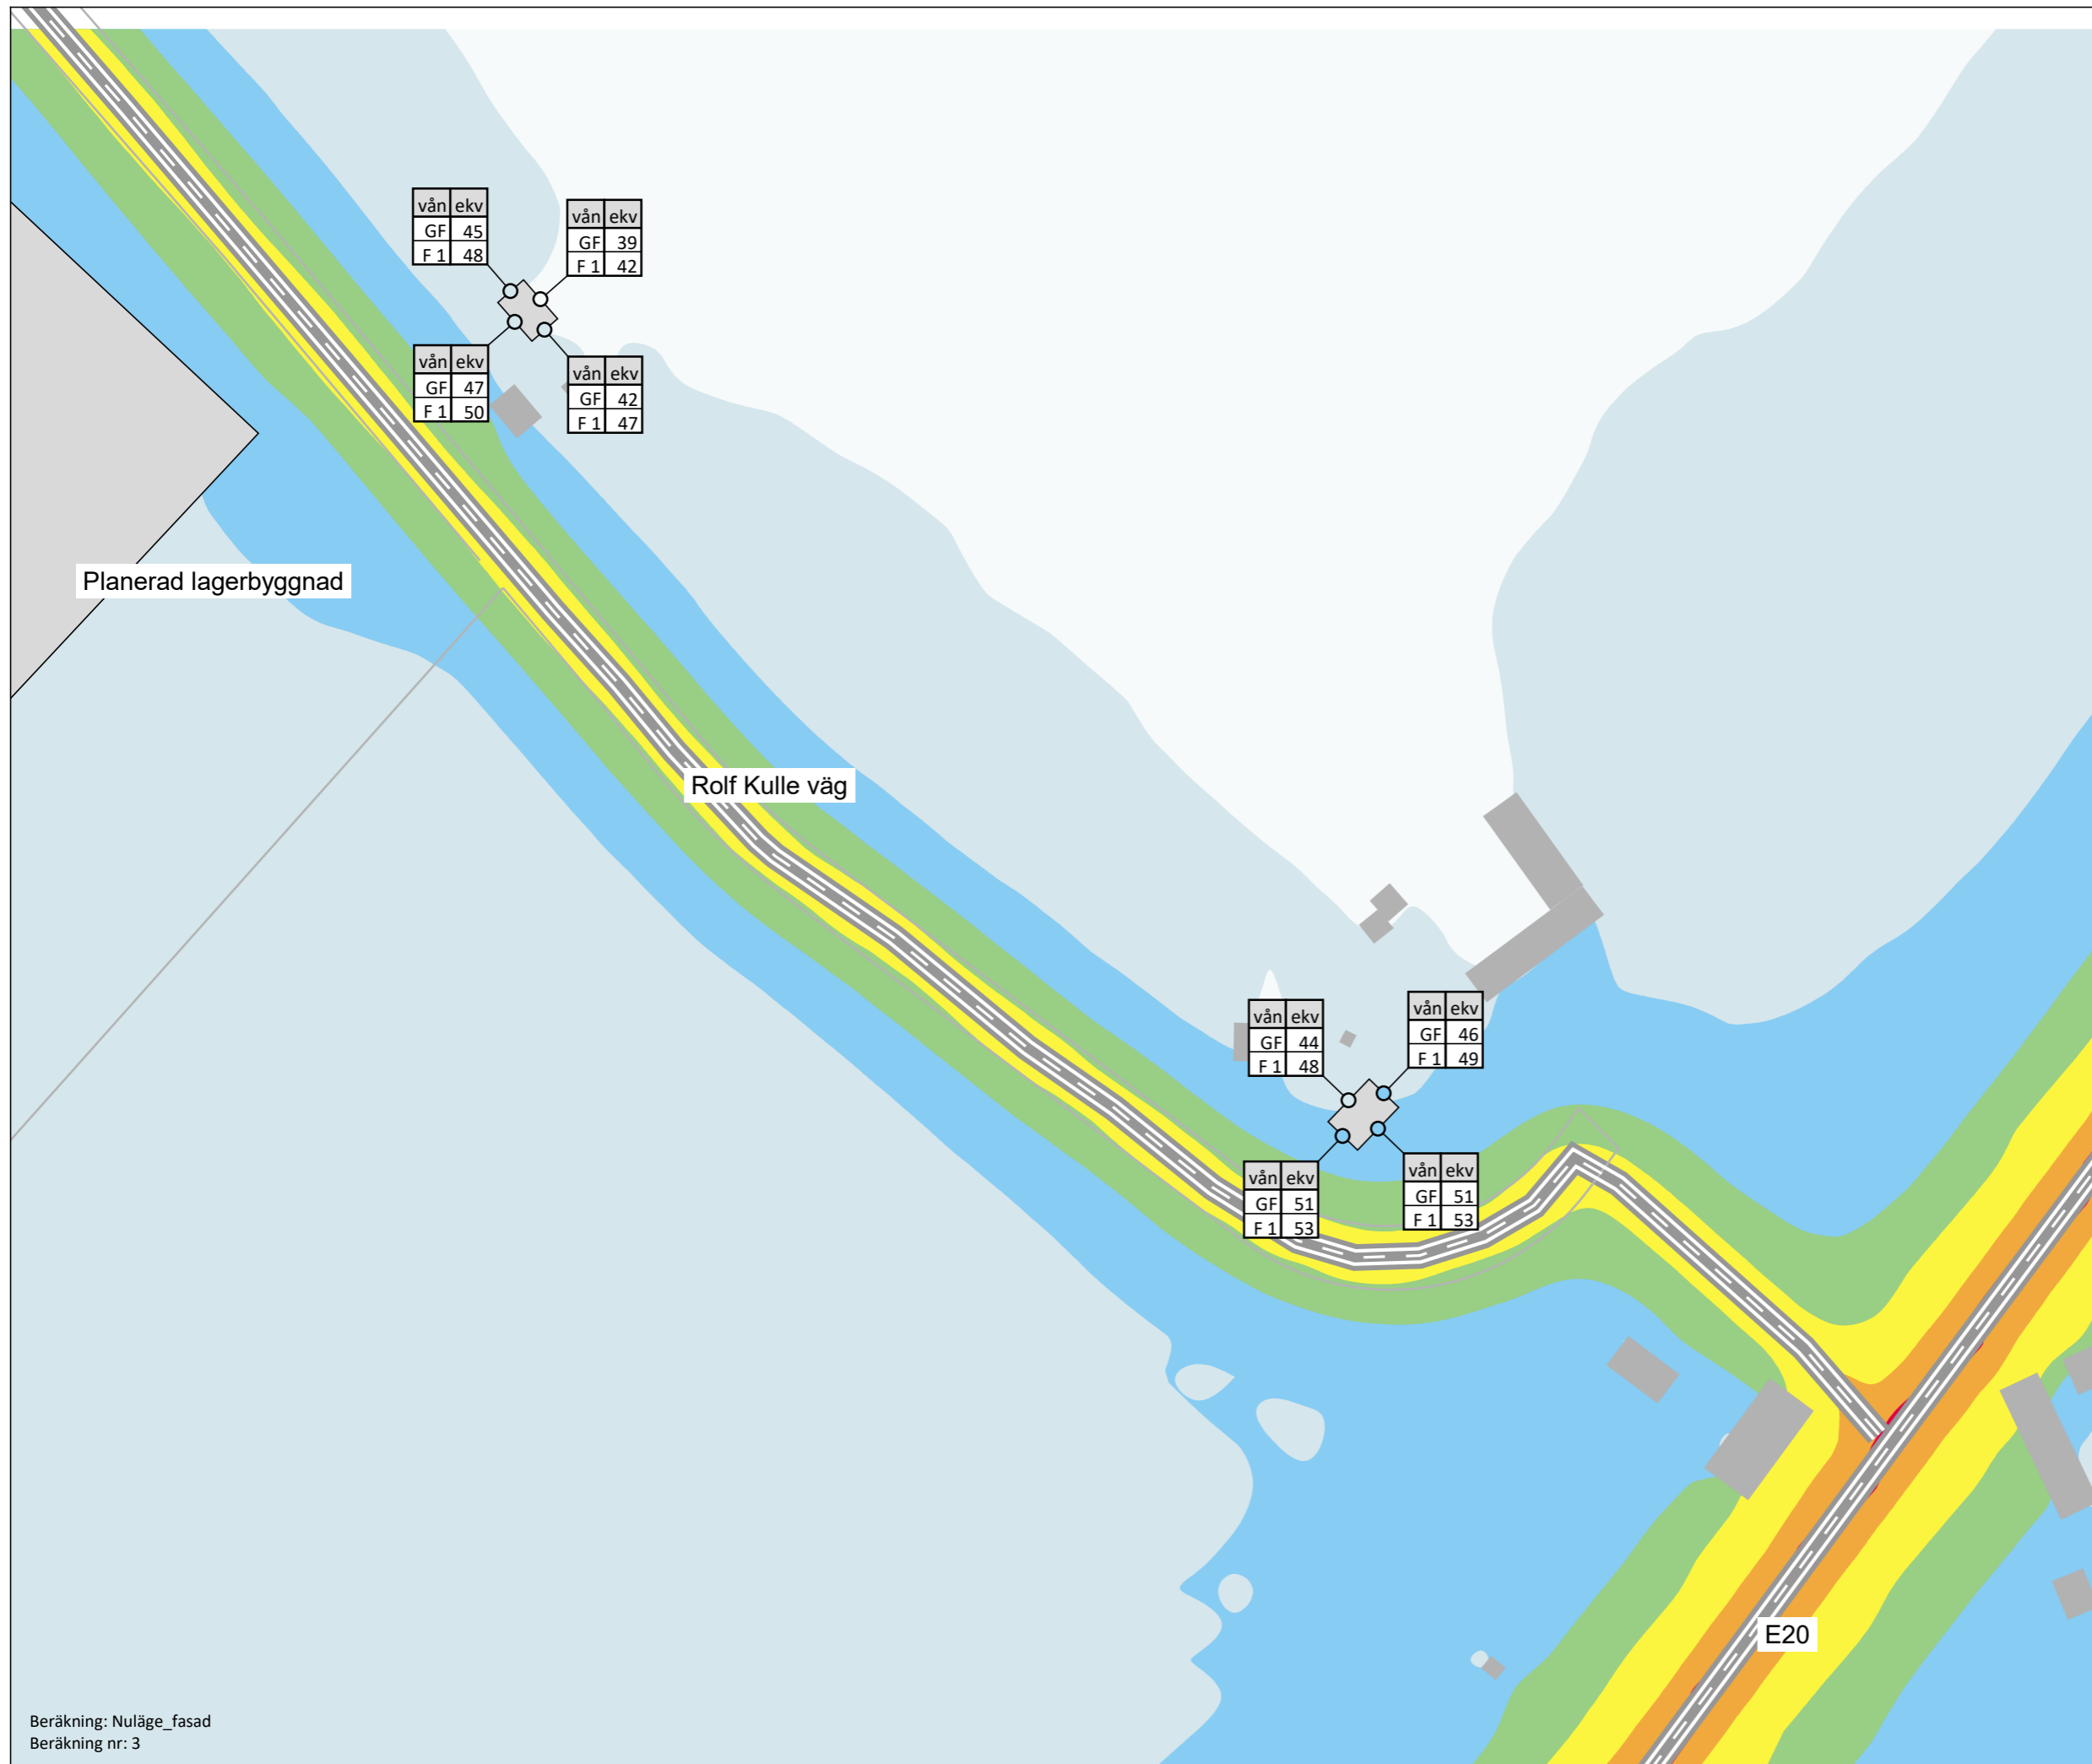 vån ekv
GF 45
F 1 48
vån ekv
GF 39
F 1 42
vån ekv
GF 47
F 1 50
vån ekv
GF 42
F 1 47
Planerad lagerbyggnad
Rolf Kulle väg
vån ekv
GF 44
F 1 48
vån ekv
GF 46
F 1 49
vån ekv
GF 51
F 1 53
vån ekv
GF 51
F 1 53
E20
Beräkning: Nuläge_fasad
Beräkning nr: 3